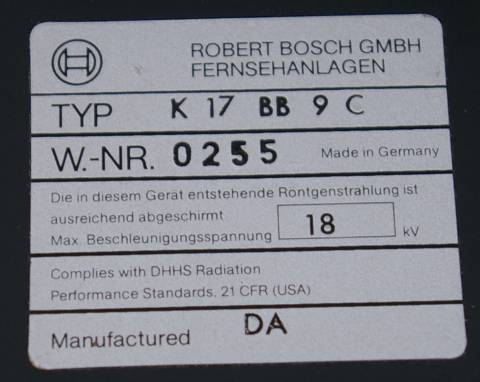 ROBERT BOSCH GMBH
FERNSEHANLAGEN
TYP K 17 BB 9 C
W.-NR. 0255 Made in Germany
Die in diesem Gerät entstehende Röntgenstrahlung ist
ausreichend abgeschirmt
Max. Beschleunigungsspannung 18 kV
Complies with DHHS Radiation
Performance Standards, 21 CFR (USA)
Manufactured DA